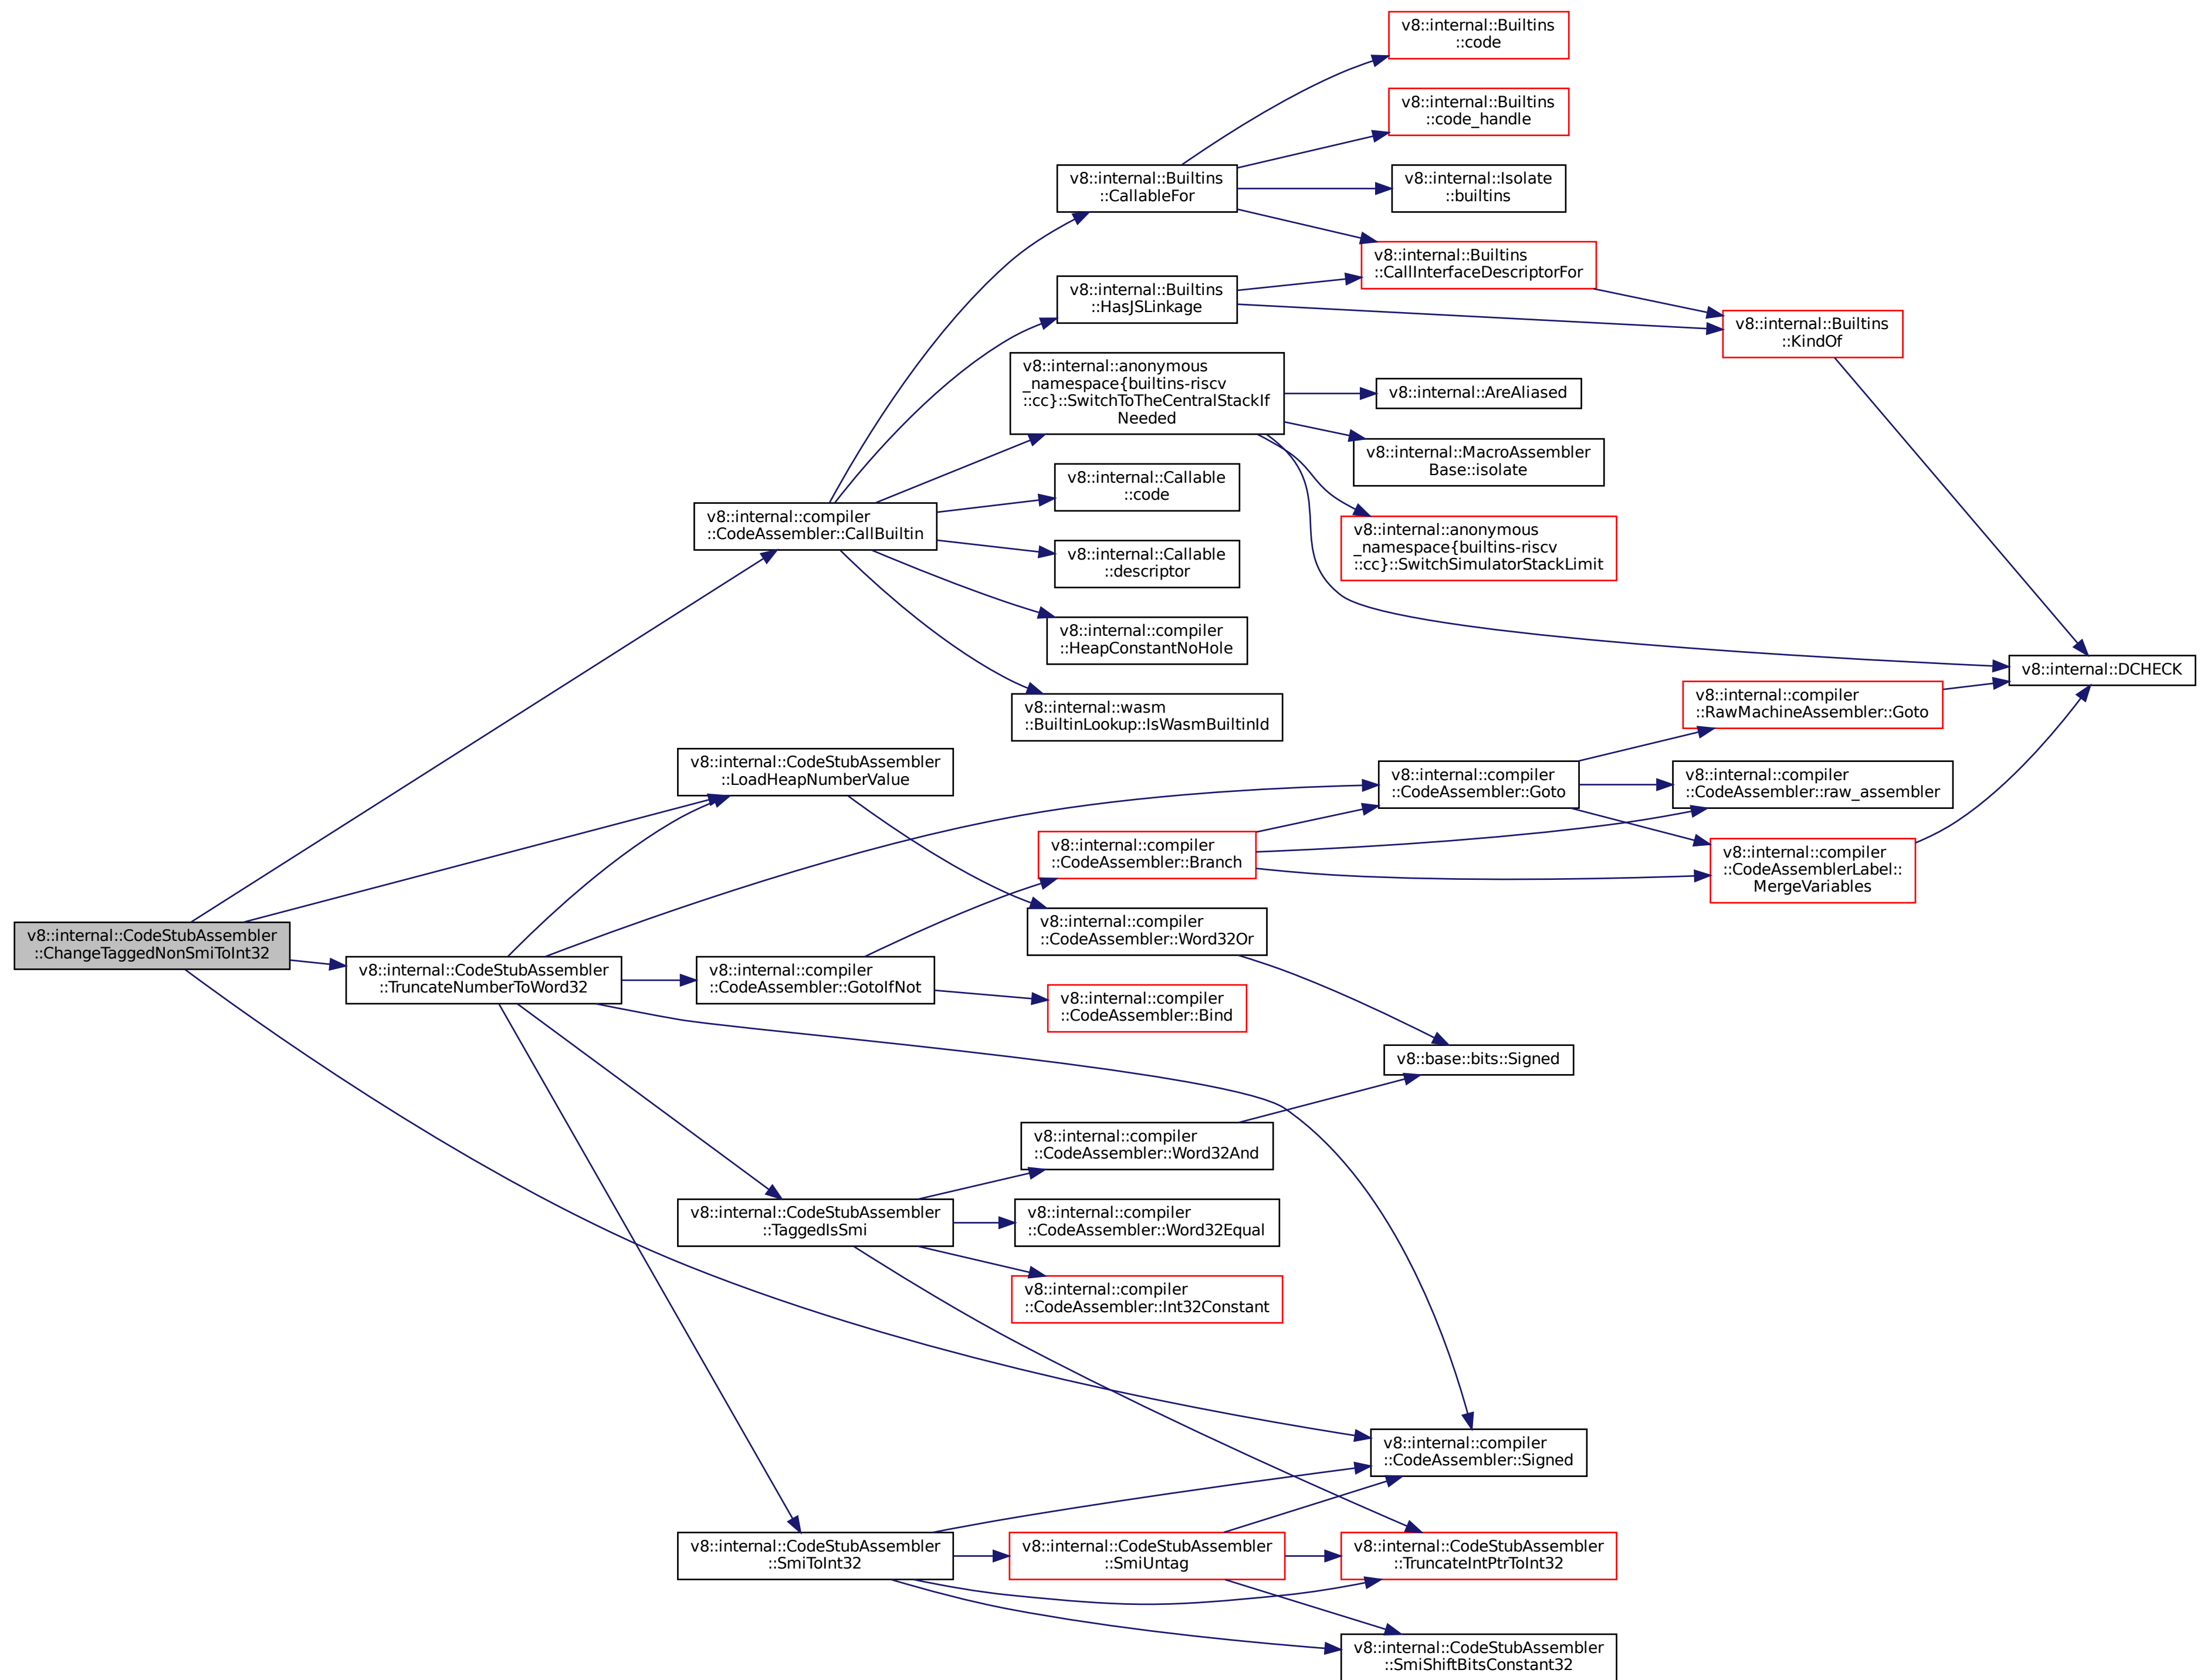 v8::internal::Builtins
::code
v8::internal::Builtins
::code_handle
v8::internal::Builtins
::CallableFor
v8::internal::Isolate
::builtins
v8::internal::Builtins
::CallInterfaceDescriptorFor
v8::internal::Builtins
::HasJSLinkage
v8::internal::Builtins
::KindOf
v8::internal::anonymous
_namespace{builtins-riscv
::cc}::SwitchToTheCentralStackIf
Needed
v8::internal::AreAliased
v8::internal::MacroAssembler
Base::isolate
v8::internal::Callable
::code
v8::internal::compiler
::CodeAssembler::CallBuiltin
v8::internal::anonymous
_namespace{builtins-riscv
::cc}::SwitchSimulatorStackLimit
v8::internal::Callable
::descriptor
v8::internal::compiler
::HeapConstantNoHole
v8::internal::DCHECK
v8::internal::wasm
::BuiltinLookup::IsWasmBuiltinId
v8::internal::compiler
::RawMachineAssembler::Goto
v8::internal::CodeStubAssembler
::LoadHeapNumberValue
v8::internal::compiler
::CodeAssembler::Goto
v8::internal::compiler
::CodeAssembler::raw_assembler
v8::internal::compiler
::CodeAssembler::Branch
v8::internal::compiler
::CodeAssemblerLabel::
MergeVariables
v8::internal::CodeStubAssembler
::ChangeTaggedNonSmiToInt32
v8::internal::compiler
::CodeAssembler::Word32Or
v8::internal::CodeStubAssembler
::TruncateNumberToWord32
v8::internal::compiler
::CodeAssembler::GotoIfNot
v8::internal::compiler
::CodeAssembler::Bind
v8::base::bits::Signed
v8::internal::compiler
::CodeAssembler::Word32And
v8::internal::CodeStubAssembler
::TaggedIsSmi
v8::internal::compiler
::CodeAssembler::Word32Equal
v8::internal::compiler
::CodeAssembler::Int32Constant
v8::internal::compiler
::CodeAssembler::Signed
v8::internal::CodeStubAssembler
::SmiToInt32
v8::internal::CodeStubAssembler
::SmiUntag
v8::internal::CodeStubAssembler
::TruncateIntPtrToInt32
v8::internal::CodeStubAssembler
::SmiShiftBitsConstant32